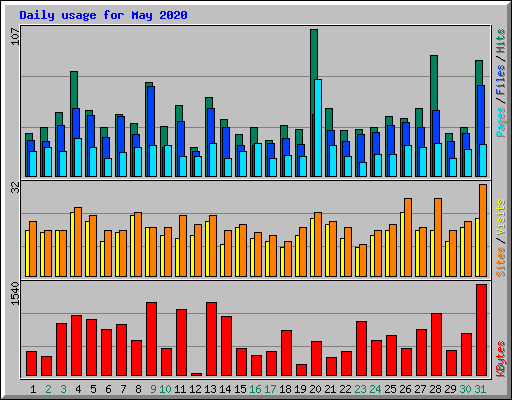 Daily usage for May 2020
107
Pages / Files / Hits
32
Sites / Visits
1540
KBytes
1 2 3 4 5 6 7 8 9 10 11 12 13 14 15 16 17 18 19 20 21 22 23 24 25 26 27 28 29 30 31